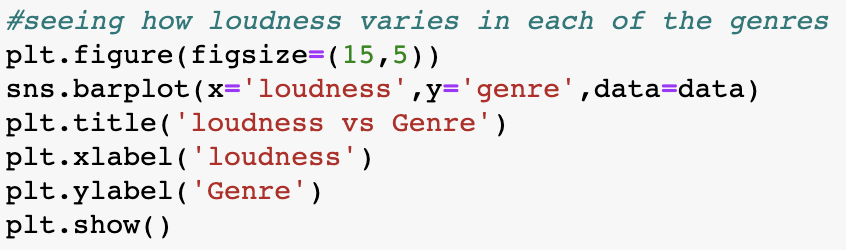 #seeing how loudness varies in each of the genres
plt.figure(figsize=(15,5))
sns.barplot(x='loudness',y='genre',data=data)
plt.title('loudness vs Genre')
plt.xlabel('loudness')
plt.ylabel('Genre')
plt.show()